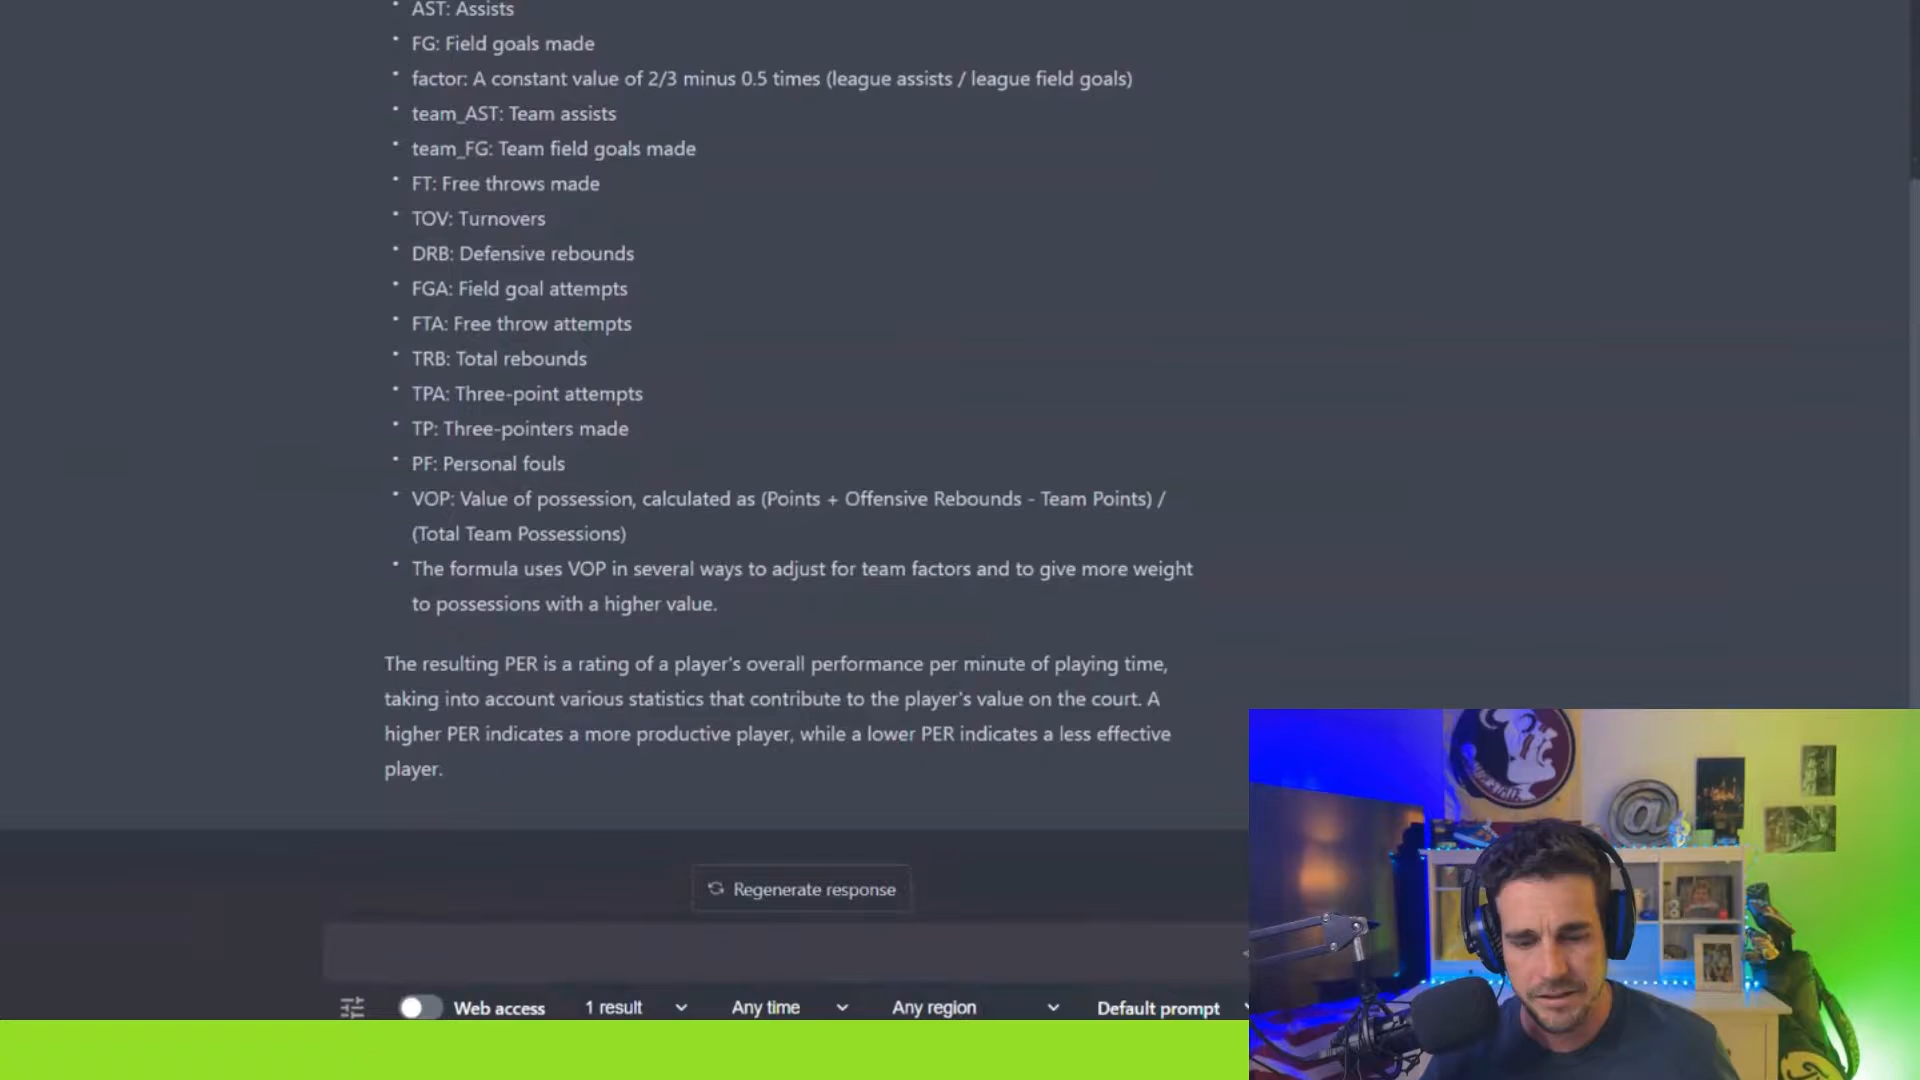 AST: Assists
FG: Field goals made
factor: A constant value of 2/3 minus 0.5 times (league assists / league field goals)
team_AST: Team assists
team_FG: Team field goals made
FT: Free throws made
TOV: Turnovers
DRB: Defensive rebounds
FGA: Field goal attempts
FTA: Free throw attempts
TRB: Total rebounds
TPA: Three-point attempts
TP: Three-pointers made
PF: Personal fouls
VOP: Value of possession, calculated as (Points + Offensive Rebounds - Team Points) /
(Total Team Possessions)
The formula uses VOP in several ways to adjust for team factors and to give more weight
to possessions with a higher value.
The resulting PER is a rating of a player's overall performance per minute of playing time,
taking into account various statistics that contribute to the player's value on the court. A
higher PER indicates a more productive player, while a lower PER indicates a less effective
player.
Regenerate response
Web access 1 result Any time Any region Default prompt
@